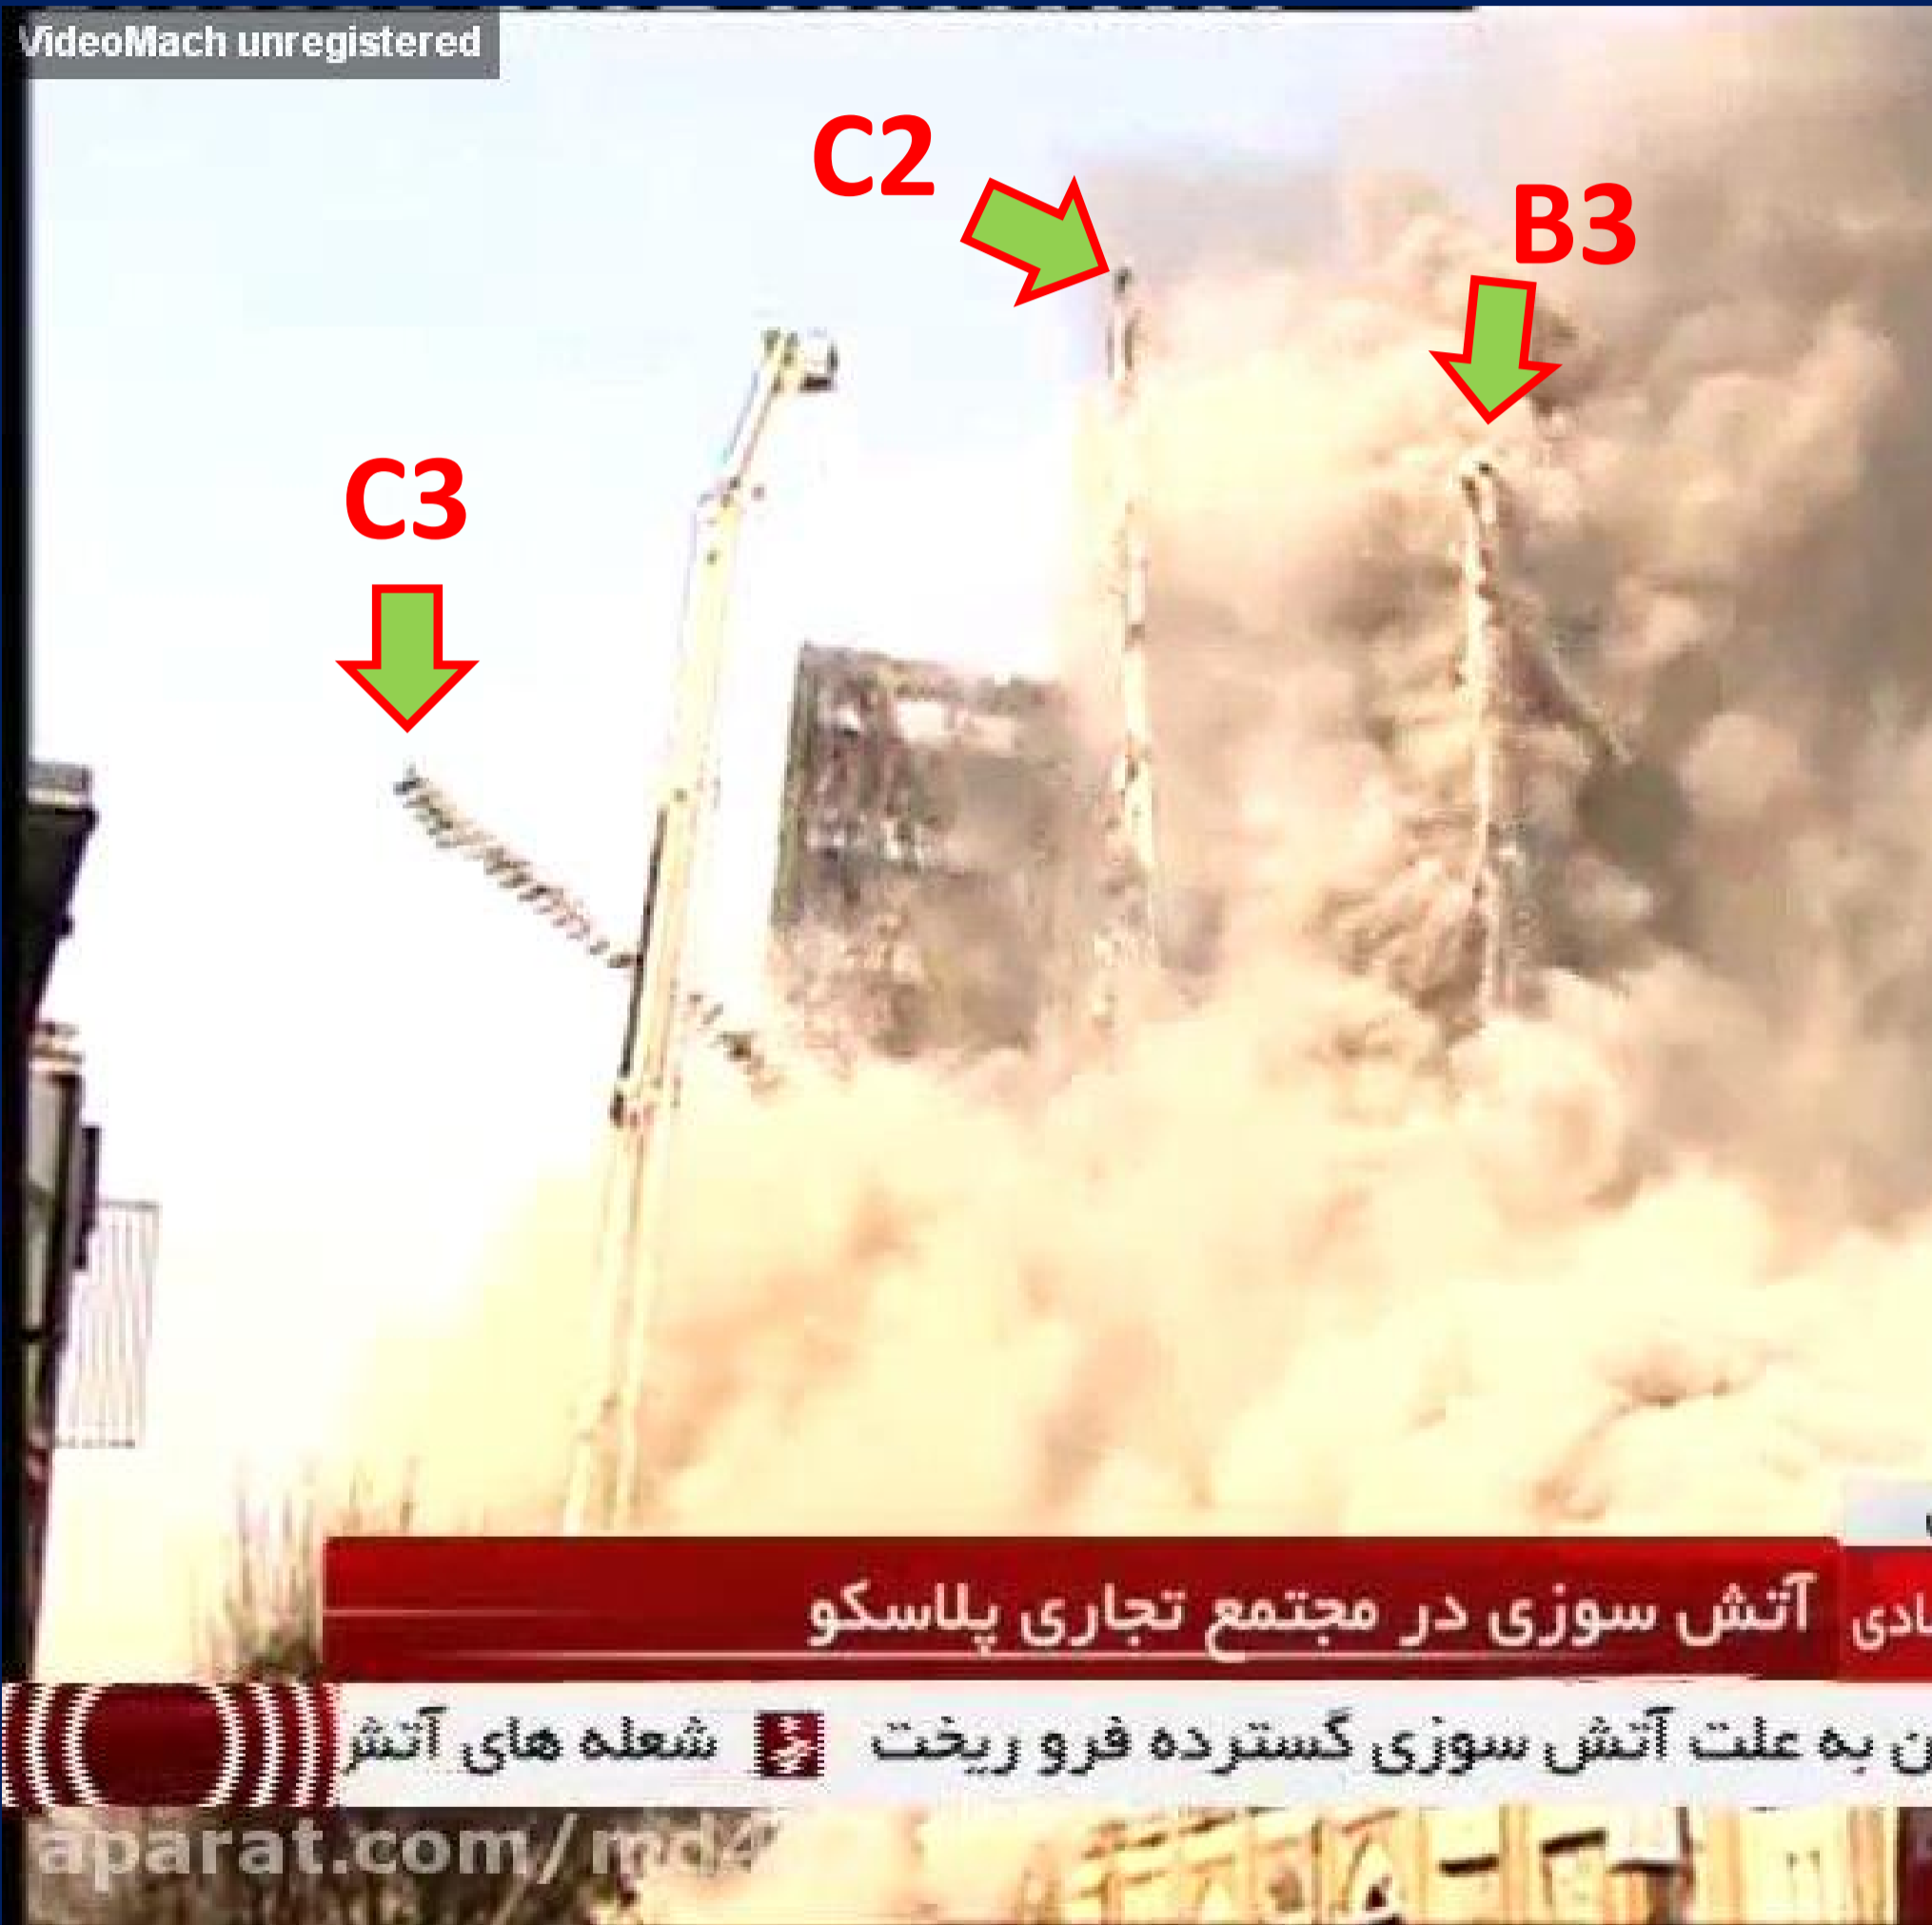 VideoMach unregistered
C2
B3
C3
آتش سوزی در مجتمع تجاری پلاسکو
به علت آتش سوزی گسترده فرو ریخت
شعله های آتش
aparat.com/md4